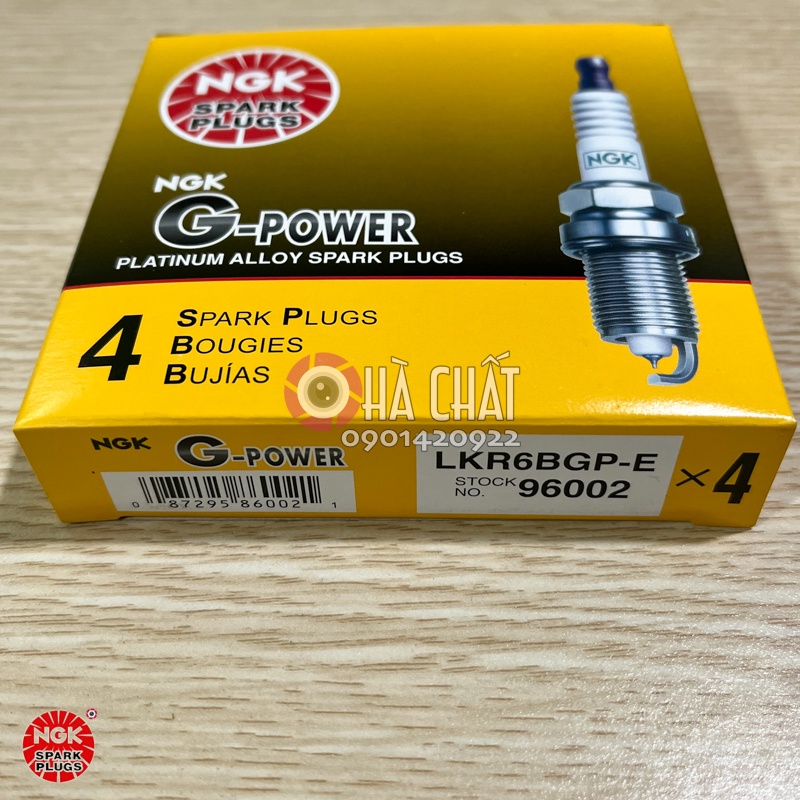 NGK
SPARK
PLUGS
NGK
NGK
G-POWER
PLATINUM ALLOY SPARK PLUGS
4
SPARK PLUGS
BOUGIES
BUJÍAS
HÀ CHẤT
0901420922
NGK G-POWER
LKR6BGP-E
STOCK NO. 96002
×4
0 87295 86002 1
NGK
SPARK
PLUGS